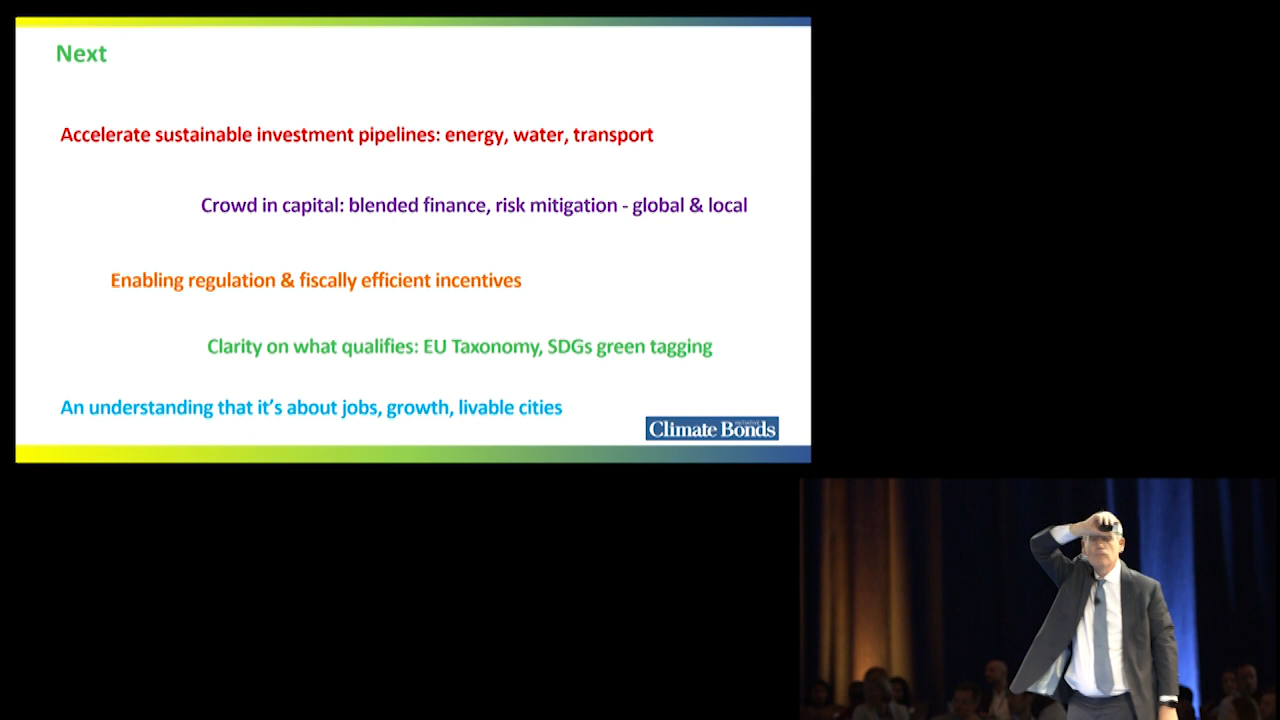 Next
Accelerate sustainable investment pipelines: energy, water, transport
Crowd in capital: blended finance, risk mitigation - global & local
Enabling regulation & fiscally efficient incentives
Clarity on what qualifies: EU Taxonomy, SDGs green tagging
An understanding that it's about jobs, growth, livable cities
Climate Bonds